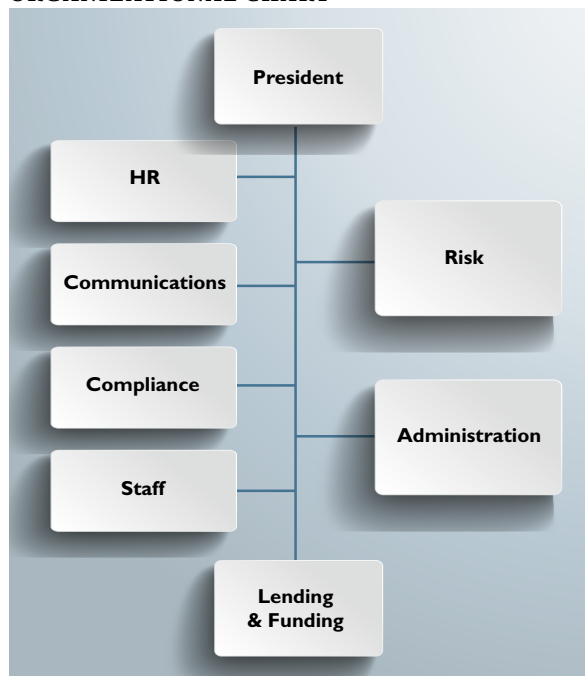 President
HR
Communications
Compliance
Staff
Risk
Administration
Lending
& Funding